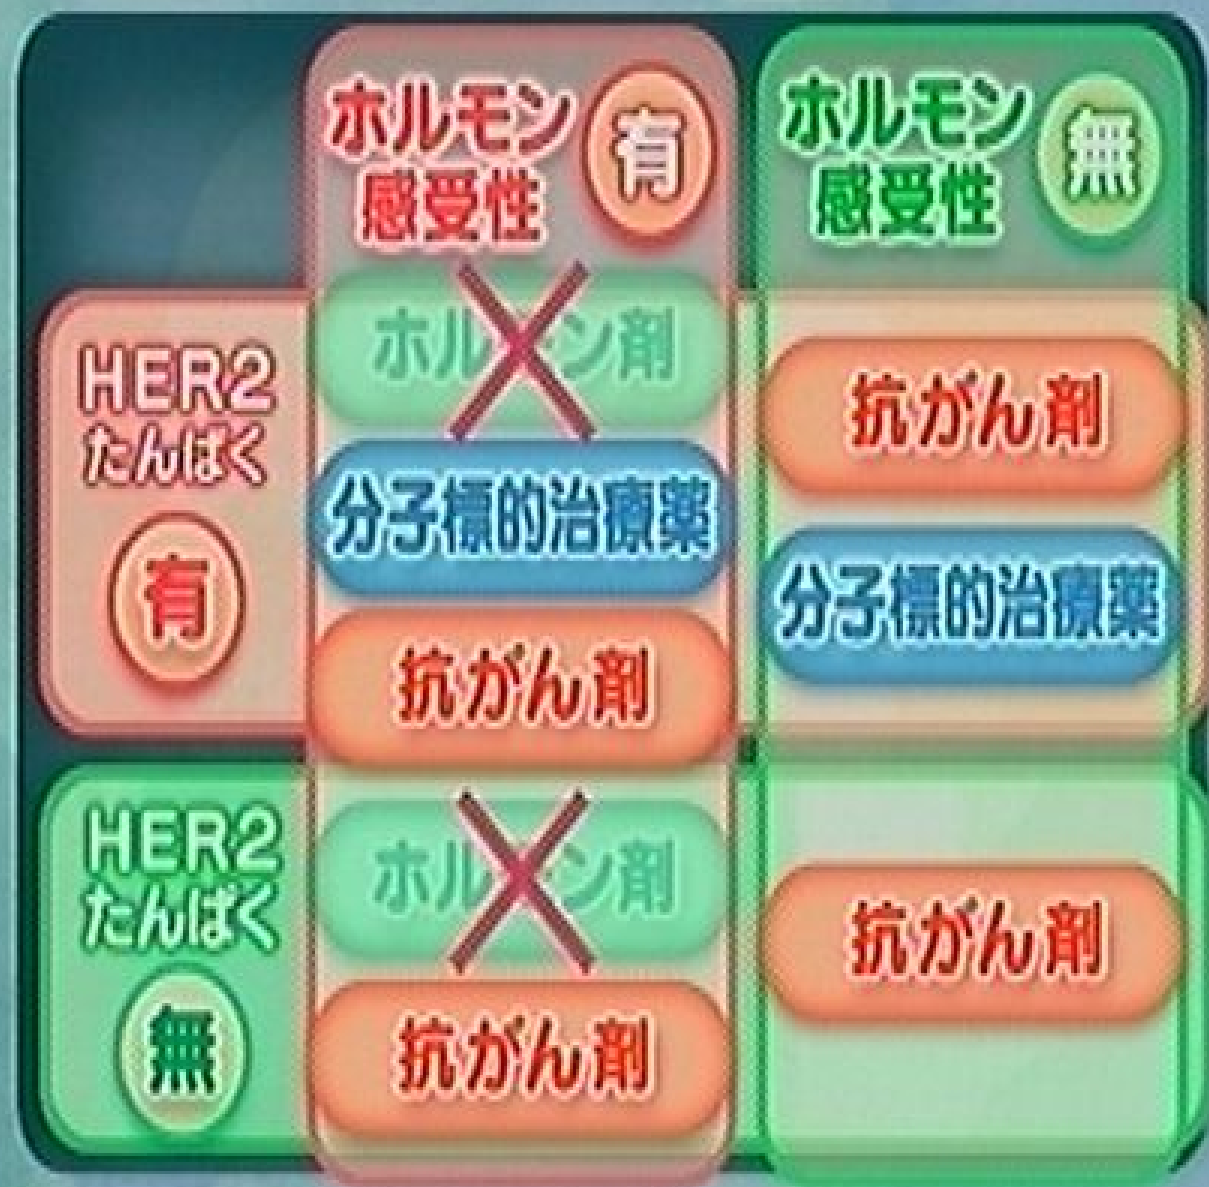 ホルモン
感受性
有
ホルモン
感受性
無
HER2
たんぱく
有
ホルモン剤
分子標的治療薬
抗がん剤
抗がん剤
分子標的治療薬
HER2
たんぱく
無
ホルモン剤
抗がん剤
抗がん剤